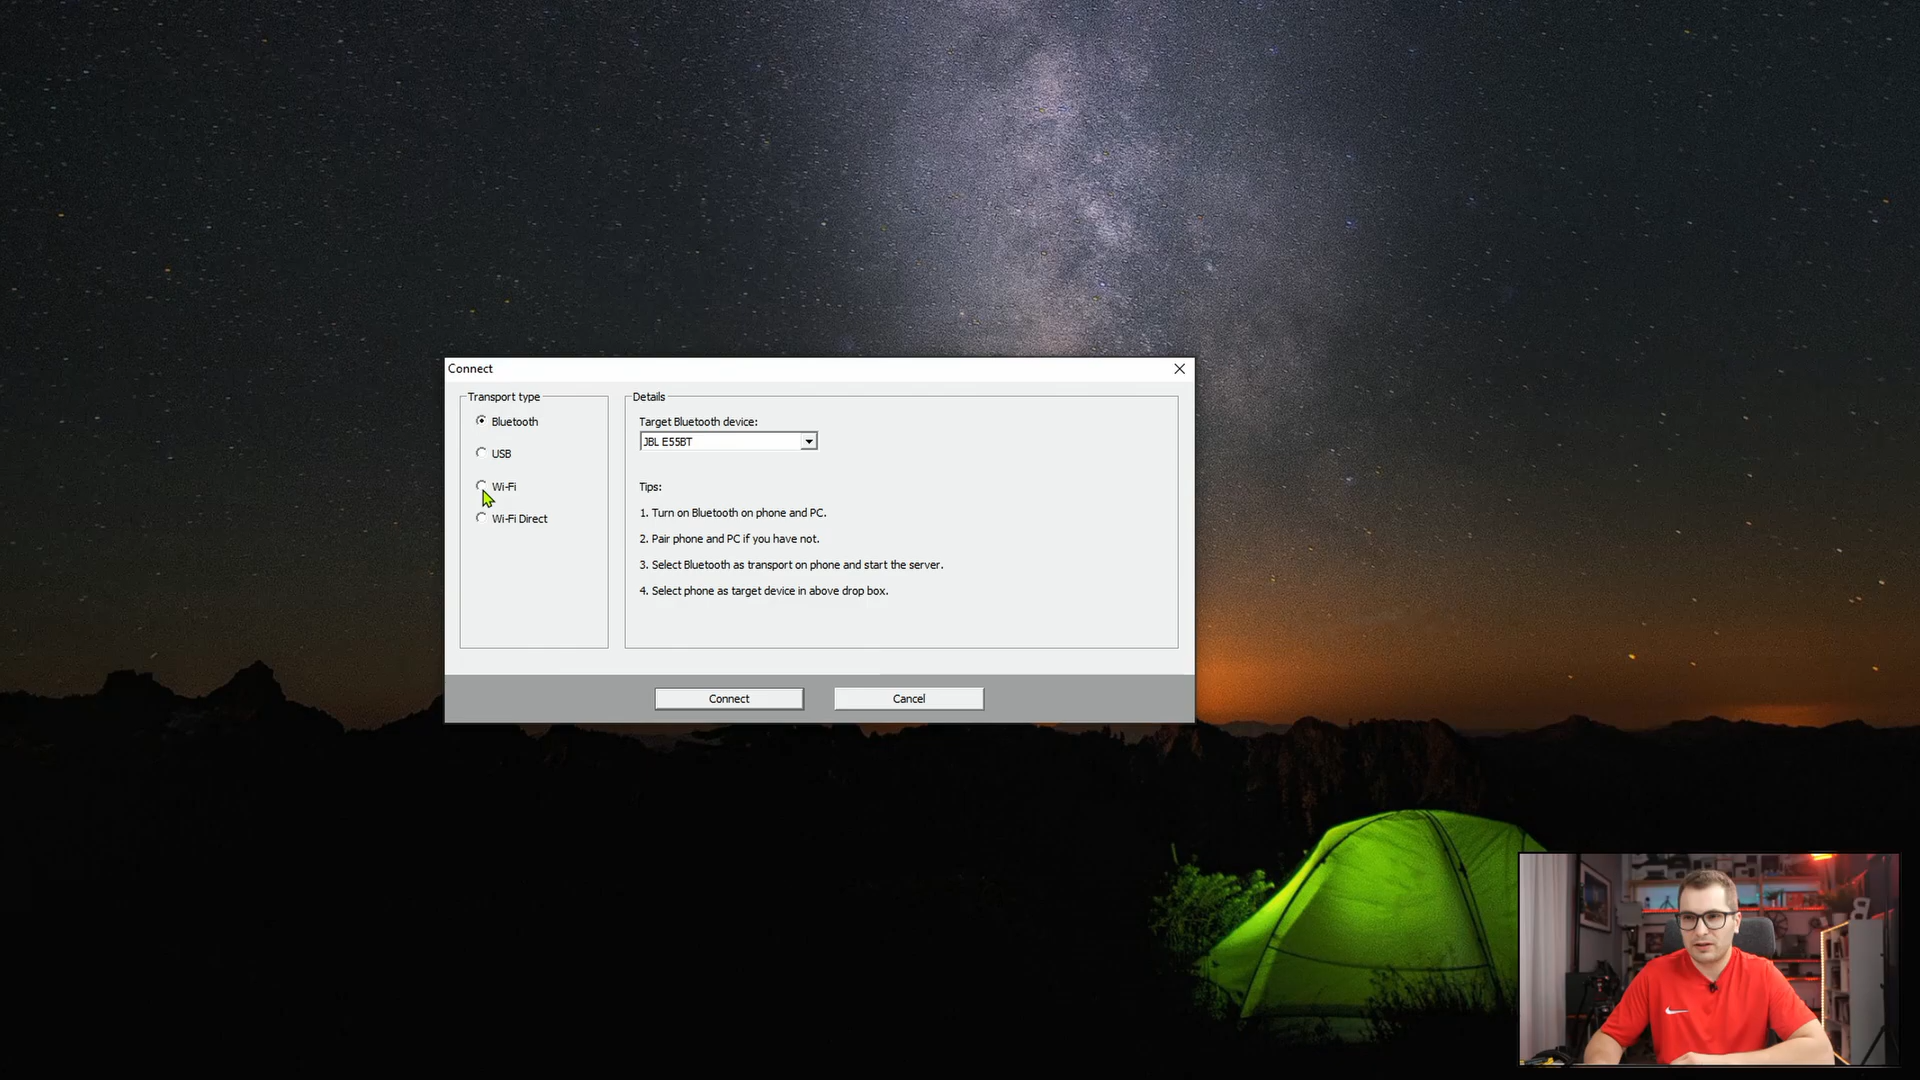 Connect
Transport type
Bluetooth
USB
Wi-Fi
Wi-Fi Direct
Details
Target Bluetooth device:
JBL E55BT
Tips:
1. Turn on Bluetooth on phone and PC.
2. Pair phone and PC if you have not.
3. Select Bluetooth as transport on phone and start the server.
4. Select phone as target device in above drop box.
Connect
Cancel